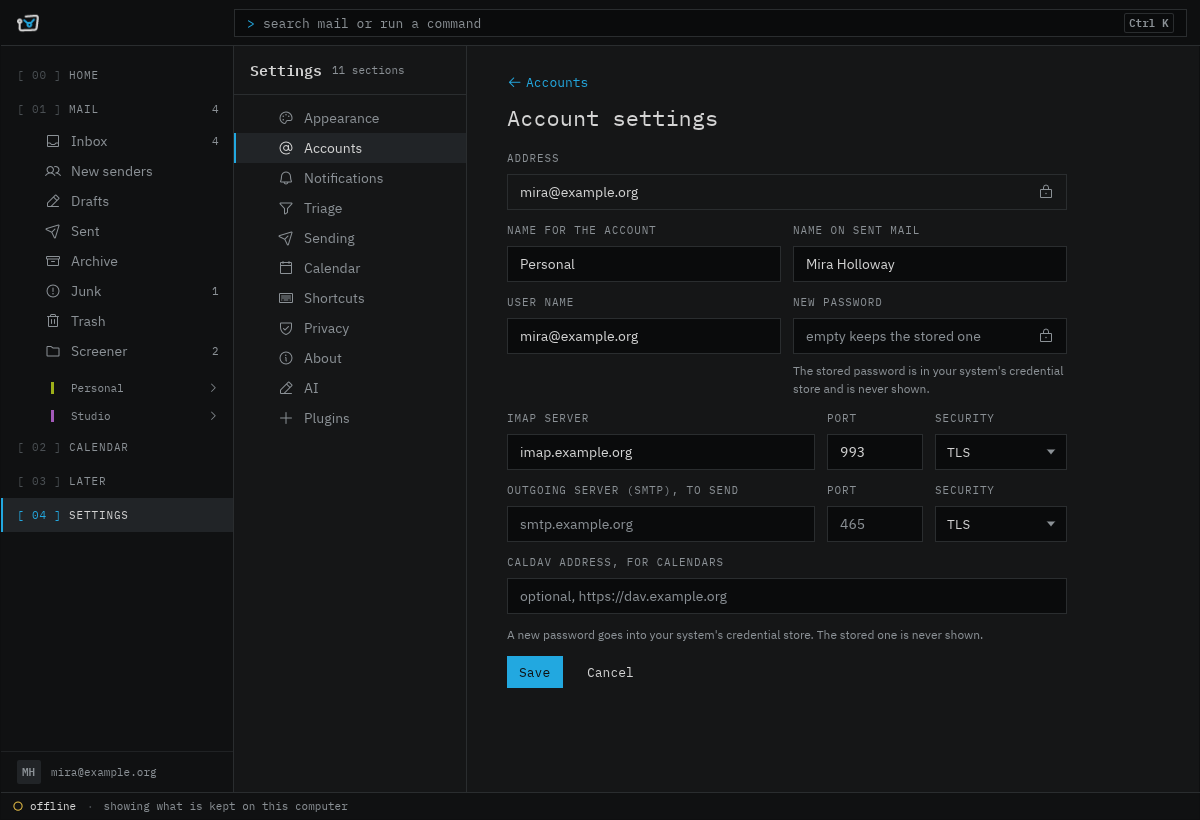 > search mail or run a command
Ctrl K
[ 00 ] HOME
[ 01 ] MAIL 4
Inbox 4
New senders
Drafts
Sent
Archive
Junk 1
Trash
Screener 2
Personal
Studio
[ 02 ] CALENDAR
[ 03 ] LATER
[ 04 ] SETTINGS
MH mira@example.org
Settings 11 sections
Appearance
Accounts
Notifications
Triage
Sending
Calendar
Shortcuts
Privacy
About
AI
Plugins
← Accounts
Account settings
ADDRESS
mira@example.org
NAME FOR THE ACCOUNT NAME ON SENT MAIL
Personal Mira Holloway
USER NAME NEW PASSWORD
mira@example.org empty keeps the stored one
The stored password is in your system's credential
store and is never shown.
IMAP SERVER PORT SECURITY
imap.example.org 993 TLS
OUTGOING SERVER (SMTP), TO SEND PORT SECURITY
smtp.example.org 465 TLS
CALDAV ADDRESS, FOR CALENDARS
optional, https://dav.example.org
A new password goes into your system's credential store. The stored one is never shown.
Save Cancel
offline · showing what is kept on this computer